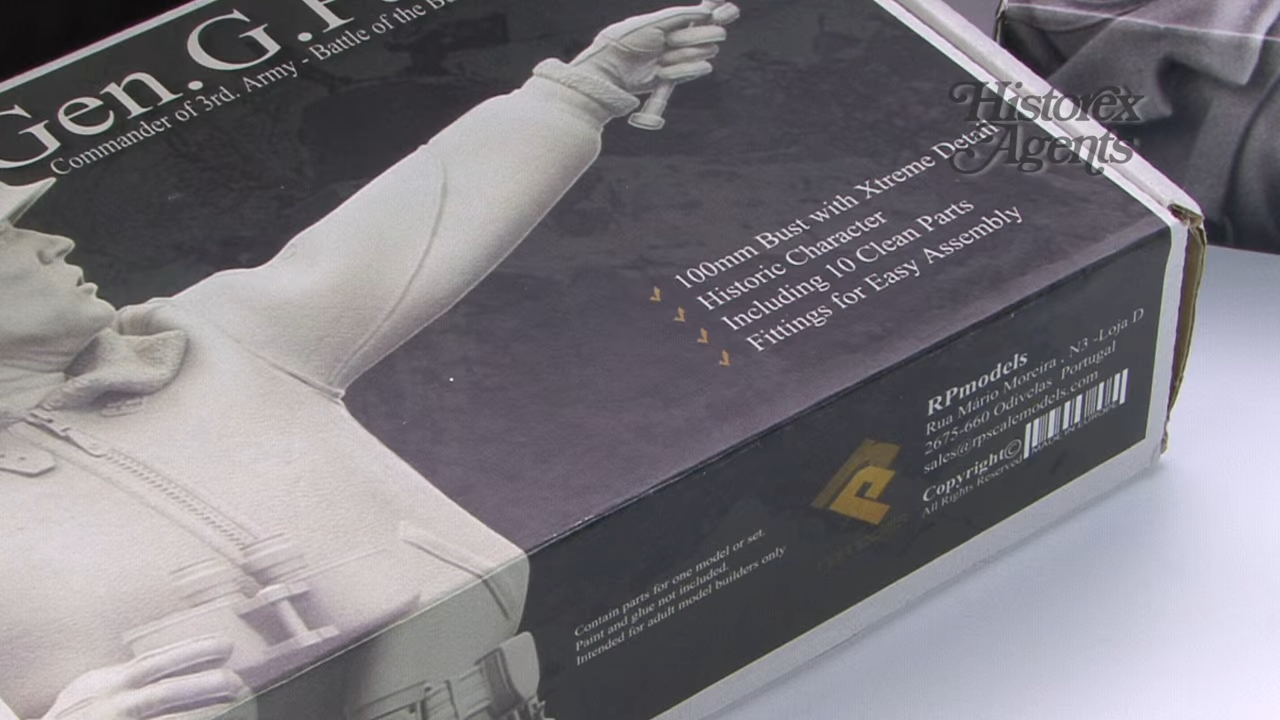 Gen.G.P
Commander of 3rd. Army - Battle of the
Historex
Agents
100mm Bust with Xtreme Detail
Historic Character
Including 10 Clean Parts
Fittings for Easy Assembly
RPmodels
Rua Mário Moreira , N3 -Loja D
2675-660 Odivelas Portugal
sales@rpscalemodels.com
Copyright©
All Rights Reserved
MADE IN EUROPE
Contain parts for one model or set.
Paint and glue not included.
Intended for adult model builders only